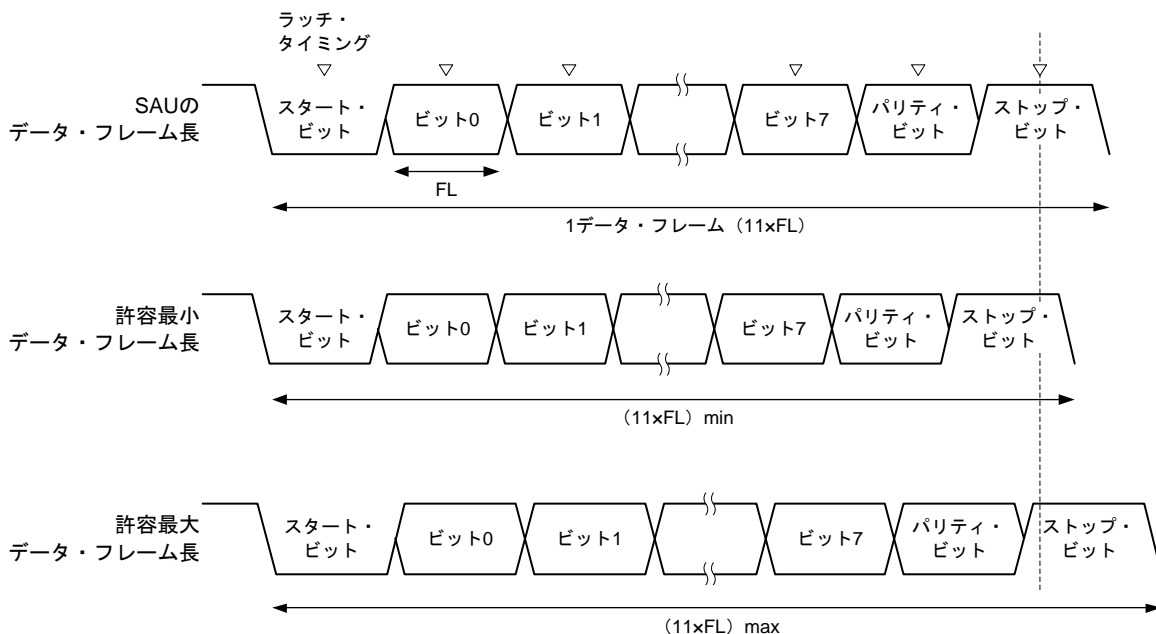 ラッチ・
タイミング
SAUの
データ・フレーム長
スタート・
ビット
ビット0
ビット1
ビット7
パリティ・
ビット
ストップ・
ビット
FL
1データ・フレーム（11×FL）
許容最小
データ・フレーム長
スタート・
ビット
ビット0
ビット1
ビット7
パリティ・
ビット
ストップ・
ビット
（11×FL）min
許容最大
データ・フレーム長
スタート・
ビット
ビット0
ビット1
ビット7
パリティ・
ビット
ストップ・
ビット
（11×FL）max